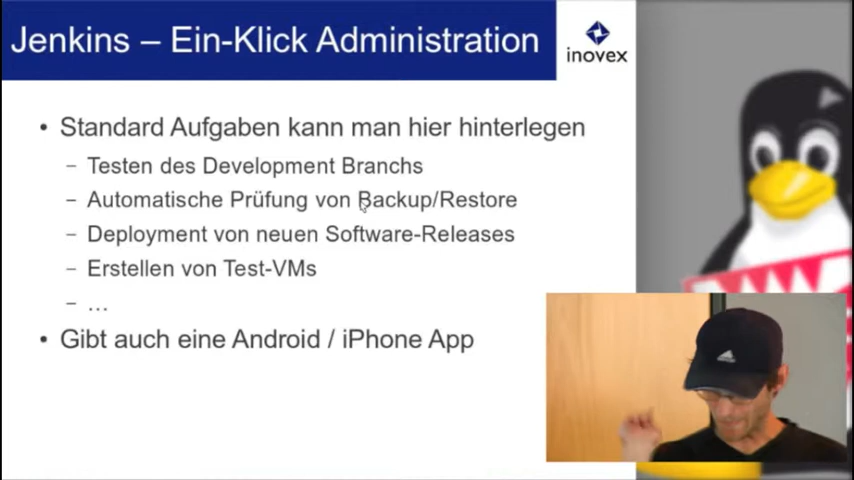 Jenkins – Ein-Klick Administration
inovex
• Standard Aufgaben kann man hier hinterlegen
– Testen des Development Branchs
– Automatische Prüfung von Backup/Restore
– Deployment von neuen Software-Releases
– Erstellen von Test-VMs
– ...
• Gibt auch eine Android / iPhone App